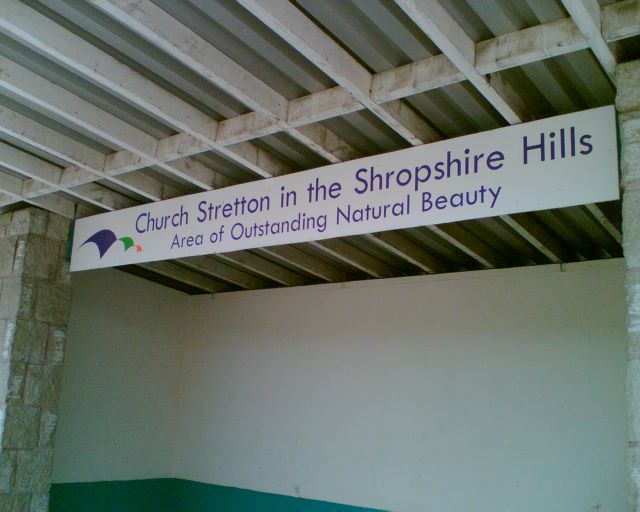 Church Stretton in the Shropshire Hills
Area of Outstanding Natural Beauty